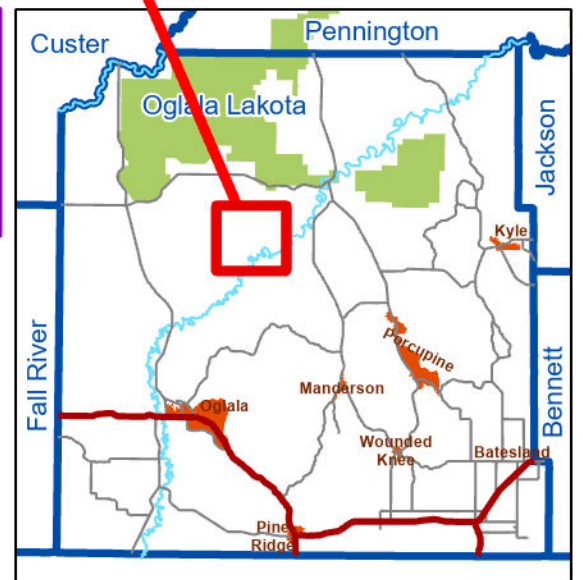 Custer
Pennington
Oglala Lakota
Jackson
Kyle
Fall River
Porcupine
Manderson
Oglala
Bennett
Wounded
Knee
Batesland
Pine
Ridge